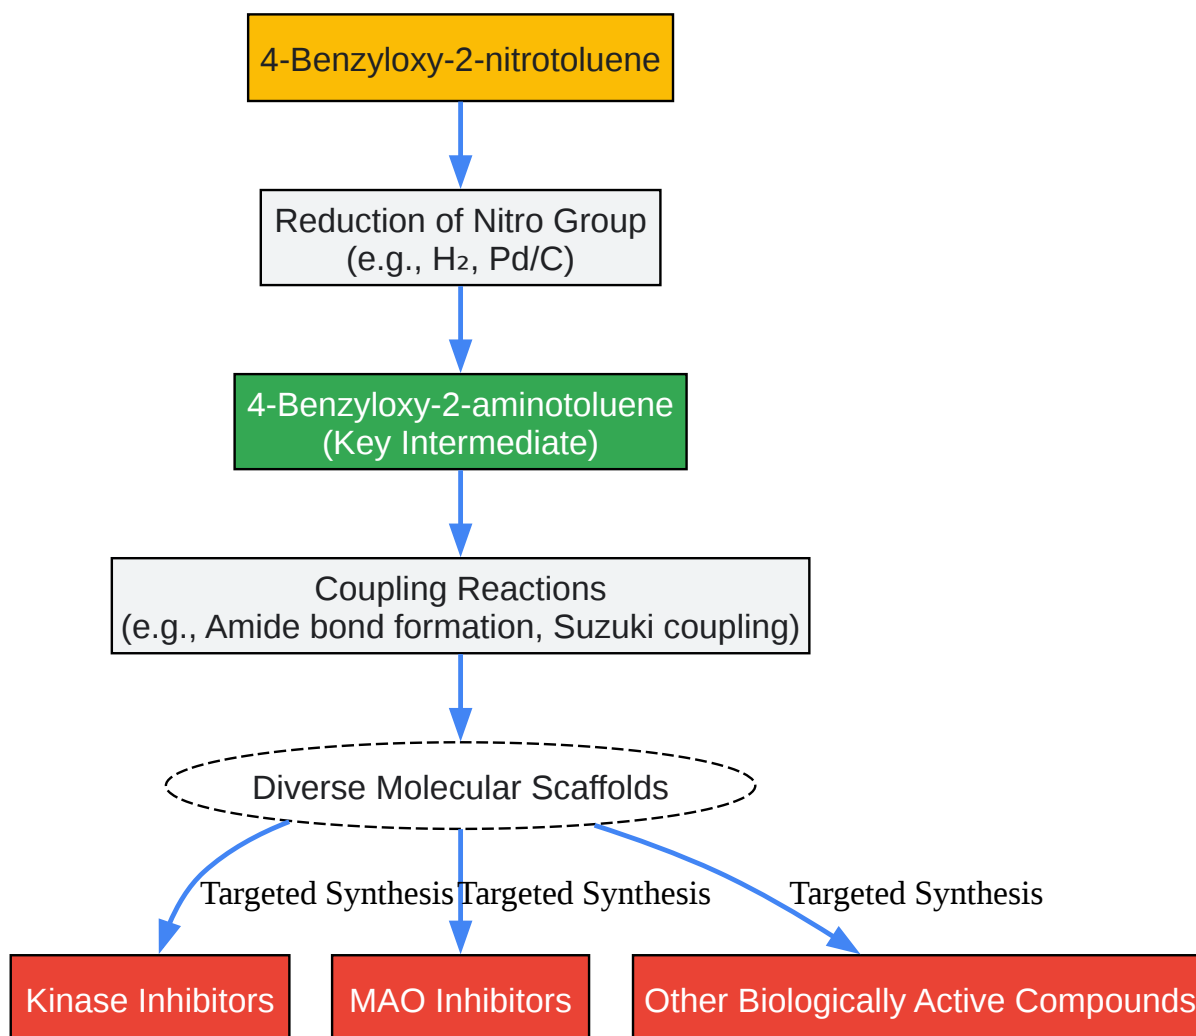 4-Benzyloxy-2-nitrotoluene
Reduction of Nitro Group
(e.g., H₂, Pd/C)
4-Benzyloxy-2-aminotoluene
(Key Intermediate)
Coupling Reactions
(e.g., Amide bond formation, Suzuki coupling)
Diverse Molecular Scaffolds
Targeted Synthesis
Targeted Synthesis
Targeted Synthesis
Kinase Inhibitors
MAO Inhibitors
Other Biologically Active Compounds